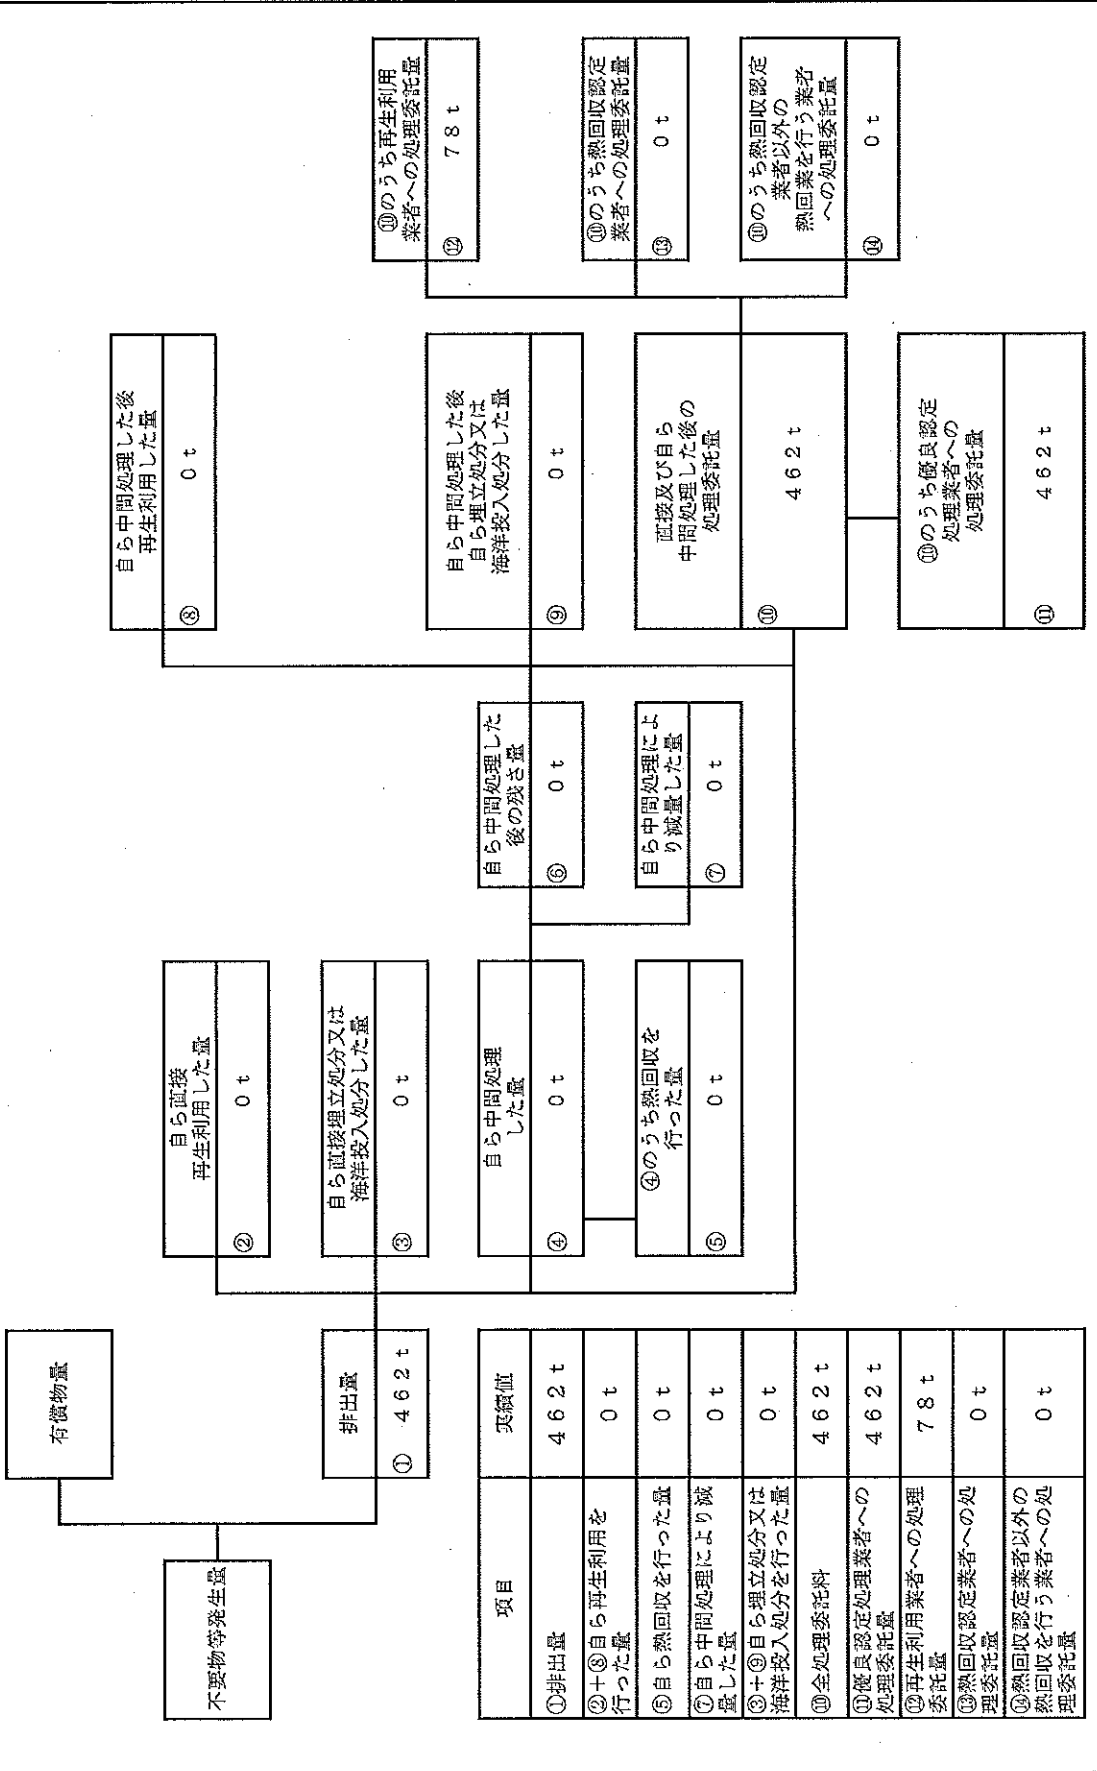 有償物量
不要物等発生量
排出量
① 462t
自ら直接
再生利用した量
② 0t
自ら直接埋立処分又は
海洋投入処分した量
③ 0t
自ら中間処理
した量
④ 0t
④のうち熱回収を
行った量
⑤ 0t
自ら中間処理した
後の残さ量
⑥ 0t
自ら中間処理によ
り減量した量
⑦ 0t
自ら中間処理した後
再生利用した量
⑧ 0t
自ら中間処理した後
自ら埋立処分又は
海洋投入処分した量
⑨ 0t
直接及び自ら
中間処理した後の
処理委託量
⑩ 462t
⑩のうち優良認定
処理業者への
処理委託量
⑪ 462t
⑩のうち再生利用
業者への処理委託量
⑫ 78t
⑩のうち熱回収認定
業者への処理委託量
⑬ 0t
⑩のうち熱回収認定
業者以外の
熱回業を行う業者
への処理委託量
⑭ 0t
項目 実績値
①排出量 462t
②+⑧自ら再生利用を
行った量 0t
⑤自ら熱回収を行った量 0t
⑦自ら中間処理により減
量した量 0t
③+⑨自ら埋立処分又は
海洋投入処分を行った量 0t
⑩全処理委託料 462t
⑪優良認定処理業者への
処理委託量 462t
⑫再生利用業者への処理
委託量 78t
⑬熱回収認定業者への処
理委託量 0t
⑭熱回収認定業者以外の
熱回収を行う業者への処
理委託量 0t